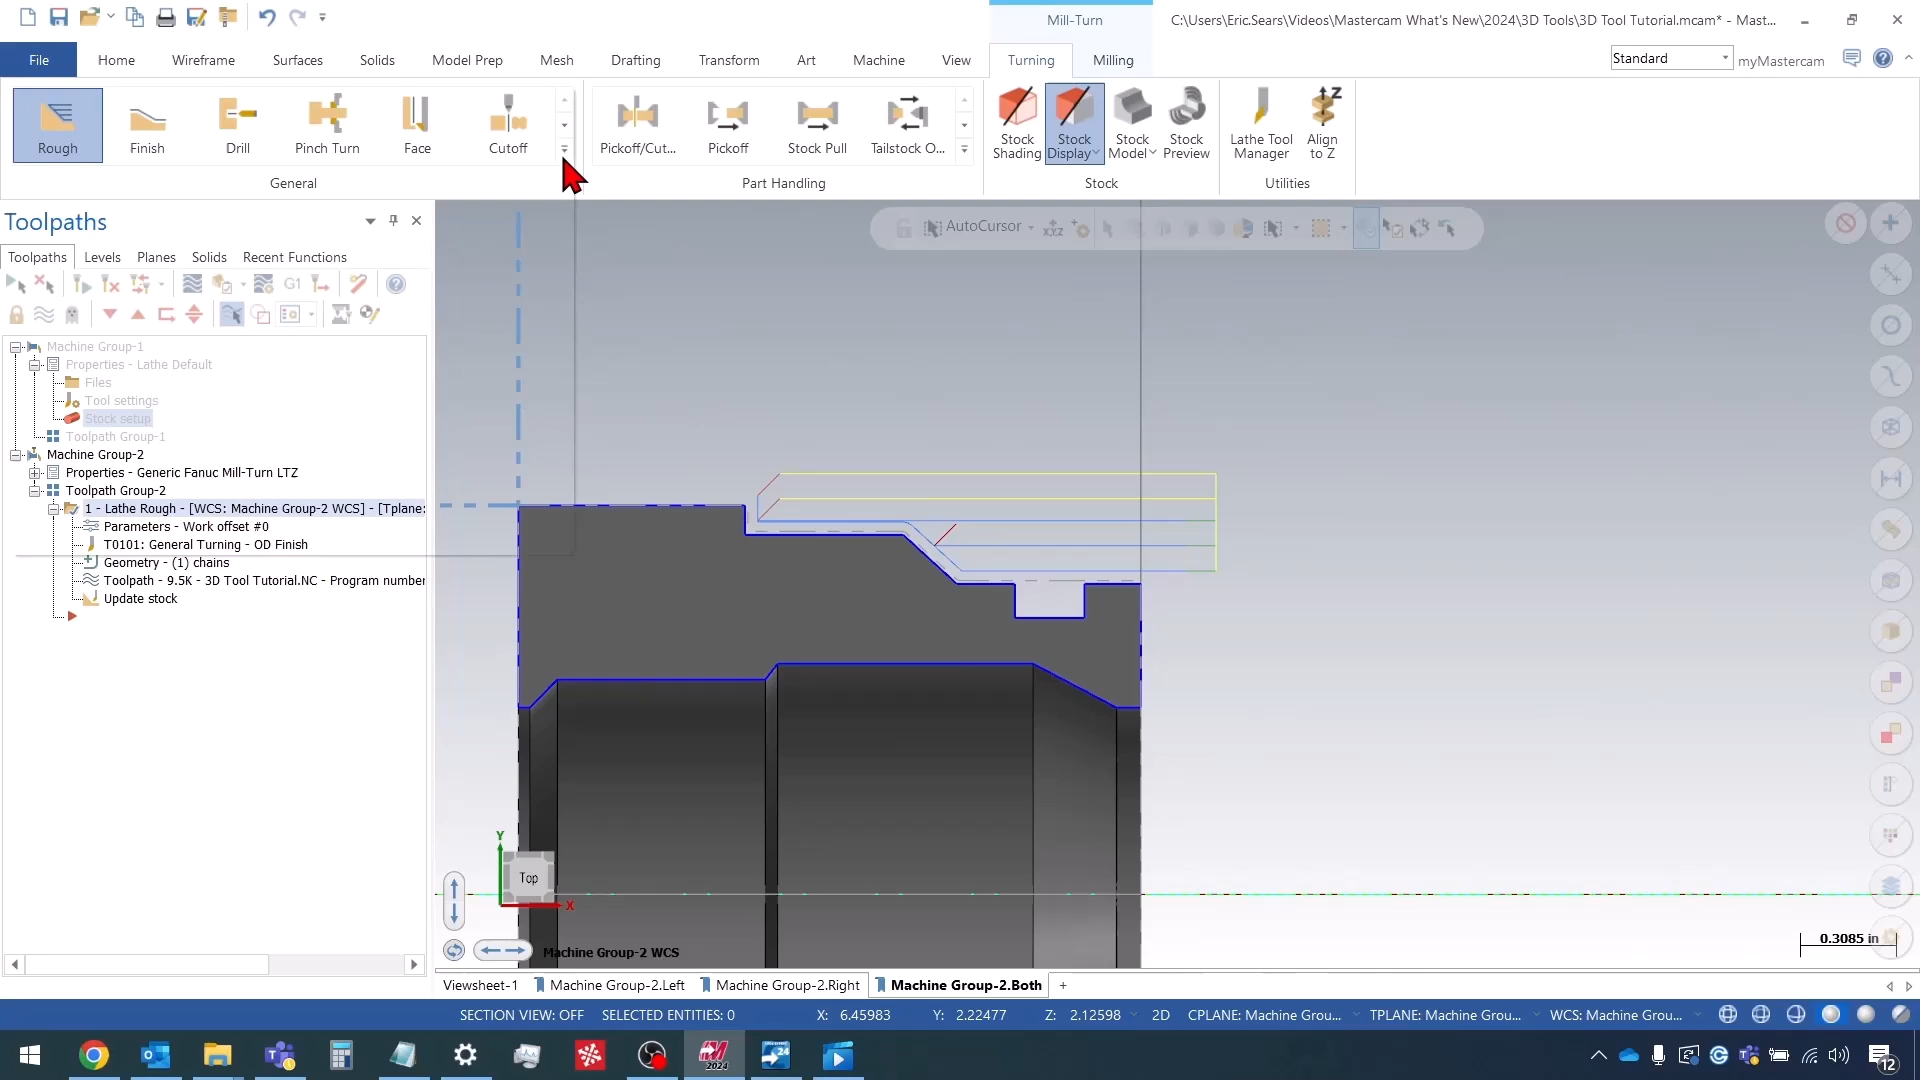 Mill-Turn
C:\Users\Eric.Sears\Videos\Mastercam What's New\2024\3D Tools\3D Tool Tutorial.mcam* - Mast...
File Home Wireframe Surfaces Solids Model Prep Mesh Drafting Transform Art Machine View Turning Milling
Standard
myMastercam
Rough Finish Drill Pinch Turn Face Cutoff
General
Pickoff/Cut... Pickoff Stock Pull Tailstock O...
Part Handling
Stock Shading
Stock Display
Stock Model
Stock Preview
Stock
Lathe Tool Manager
Align to Z
Utilities
Toolpaths
Toolpaths Levels Planes Solids Recent Functions
G1
AutoCursor
Machine Group-1
Properties - Lathe Default
Files
Tool settings
Stock setup
Toolpath Group-1
Machine Group-2
Properties - Generic Fanuc Mill-Turn LTZ
Toolpath Group-2
1 - Lathe Rough - [WCS: Machine Group-2 WCS] - [Tplane:
Parameters - Work offset #0
T0101: General Turning - OD Finish
Geometry - (1) chains
Toolpath - 9.5K - 3D Tool Tutorial.NC - Program number
Update stock
Y
Top
X
Machine Group-2 WCS
0.3085 in
Viewsheet-1 Machine Group-2.Left Machine Group-2.Right Machine Group-2.Both +
SECTION VIEW: OFF SELECTED ENTITIES: 0 X: 6.45983 Y: 2.22477 Z: 2.12598 2D CPLANE: Machine Grou... TPLANE: Machine Grou... WCS: Machine Grou...
2024
24
12